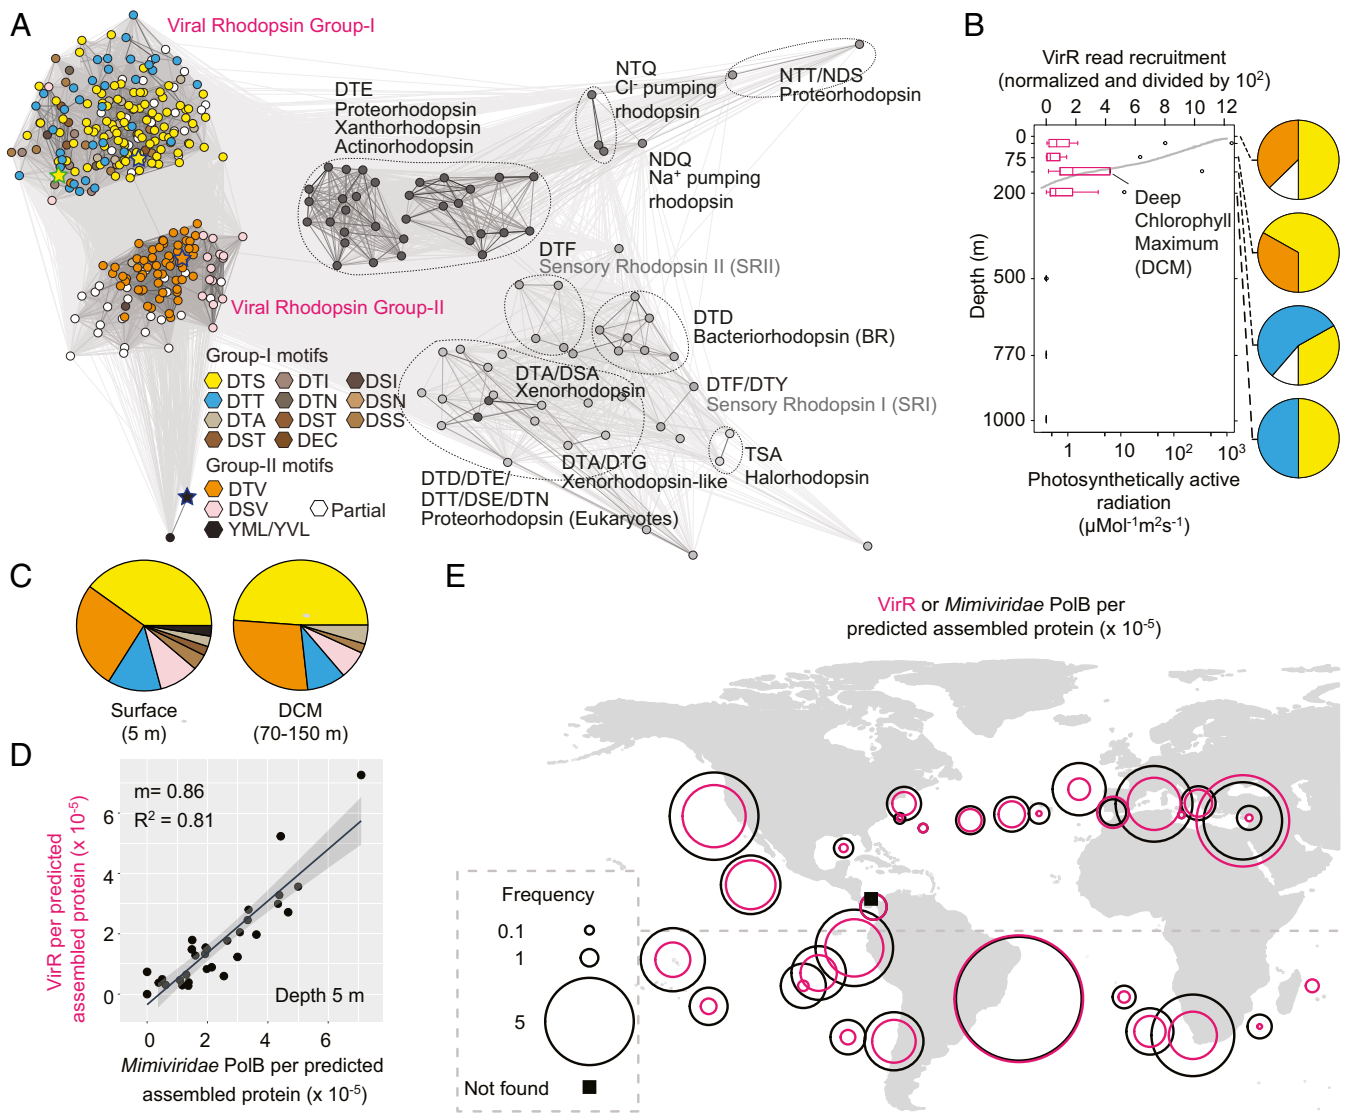 A
Viral Rhodopsin Group-I
DTE
Proteorhodopsin
Xanthorhodopsin
Actinorhodopsin
NTQ
Cl- pumping
rhodopsin
NTT/NDS
Proteorhodopsin
NDQ
Na+ pumping
rhodopsin
DTF
Sensory Rhodopsin II (SRII)
Viral Rhodopsin Group-II
DTD
Bacteriorhodopsin (BR)
DTA/DSA
Xenorhodopsin
DTF/DTY
Sensory Rhodopsin I (SRI)
TSA
Halorhodopsin
DTA/DTG
Xenorhodopsin-like
DTD/DTE/
DTT/DSE/DTN
Proteorhodopsin (Eukaryotes)
Group-I motifs
DTS DTI DSI
DTT DTN DSN
DTA DST DSS
DST DEC
Group-II motifs
DTV
DSV Partial
YML/YVL
B
VirR read recruitment
(normalized and divided by 10²)
0 2 4 6 8 10 12
0
75
200
500
770
1000
Depth (m)
Deep
Chlorophyll
Maximum
(DCM)
1 10 10² 10³
Photosynthetically active
radiation
(µMol-1m2s-1)
C
Surface
(5 m)
DCM
(70-150 m)
D
m= 0.86
R² = 0.81
6
4
2
0
VirR per predicted
assembled protein (x 10-5)
Depth 5 m
0 2 4 6
Mimiviridae PolB per predicted
assembled protein (x 10-5)
E
VirR or Mimiviridae PolB per
predicted assembled protein (x 10-5)
Frequency
0.1
1
5
Not found